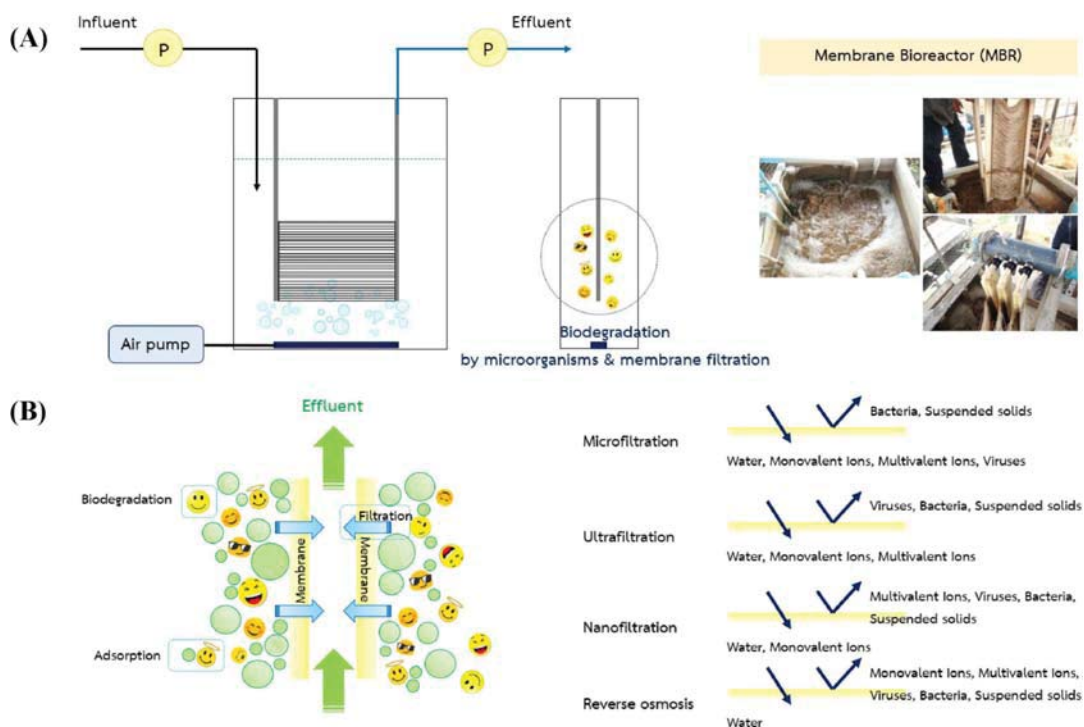 (A)
Influent
P
Effluent
P
Membrane Bioreactor (MBR)
Air pump
Biodegradation
by microorganisms & membrane filtration
(B)
Effluent
Biodegradation
Filtration
Membrane
Membrane
Adsorption
Microfiltration
Bacteria, Suspended solids
Water, Monovalent Ions, Multivalent Ions, Viruses
Ultrafiltration
Viruses, Bacteria, Suspended solids
Water, Monovalent Ions, Multivalent Ions
Nanofiltration
Multivalent Ions, Viruses, Bacteria,
Suspended solids
Water, Monovalent Ions
Reverse osmosis
Monovalent Ions, Multivalent Ions,
Viruses, Bacteria, Suspended solids
Water